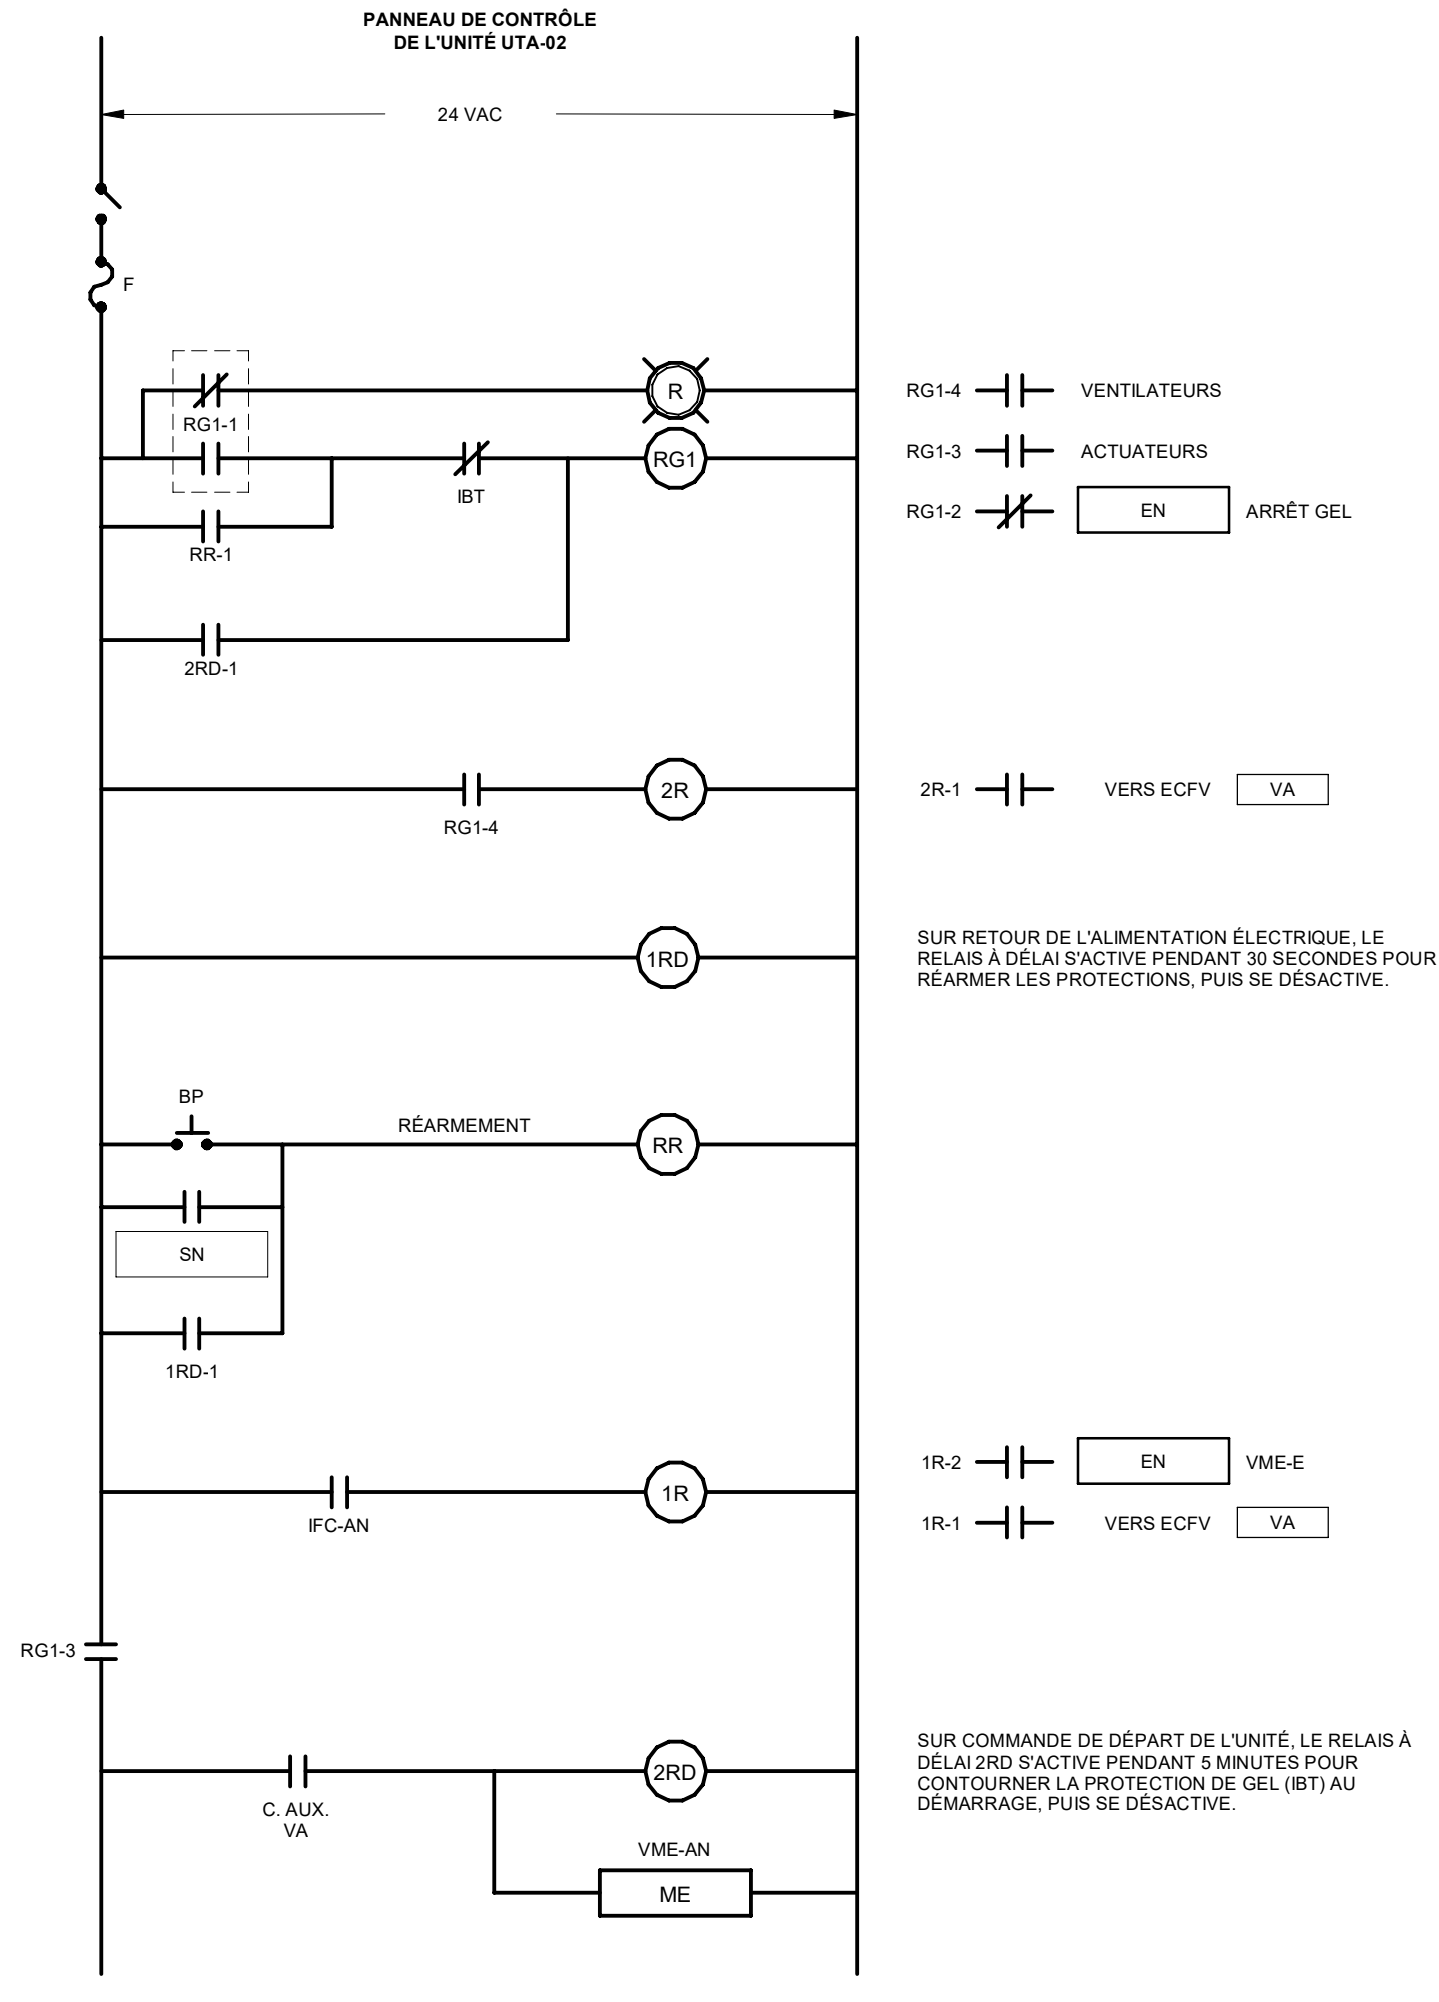 PANNEAU DE CONTRÔLE
DE L'UNITÉ UTA-02
24 VAC
F
R
RG1-1
RG1
IBT
RR-1
2RD-1
RG1-4 VENTILATEURS
RG1-3 ACTUATEURS
RG1-2 EN ARRÊT GEL
2R
RG1-4
2R-1 VERS ECFV VA
1RD
SUR RETOUR DE L'ALIMENTATION ÉLECTRIQUE, LE
RELAIS À DÉLAI S'ACTIVE PENDANT 30 SECONDES POUR
RÉARMER LES PROTECTIONS, PUIS SE DÉSACTIVE.
BP
RÉARMEMENT
RR
SN
1RD-1
1R
IFC-AN
1R-2 EN VME-E
1R-1 VERS ECFV VA
RG1-3
2RD
C. AUX.
VA
SUR COMMANDE DE DÉPART DE L'UNITÉ, LE RELAIS À
DÉLAI 2RD S'ACTIVE PENDANT 5 MINUTES POUR
CONTOURNER LA PROTECTION DE GEL (IBT) AU
DÉMARRAGE, PUIS SE DÉSACTIVE.
VME-AN
ME